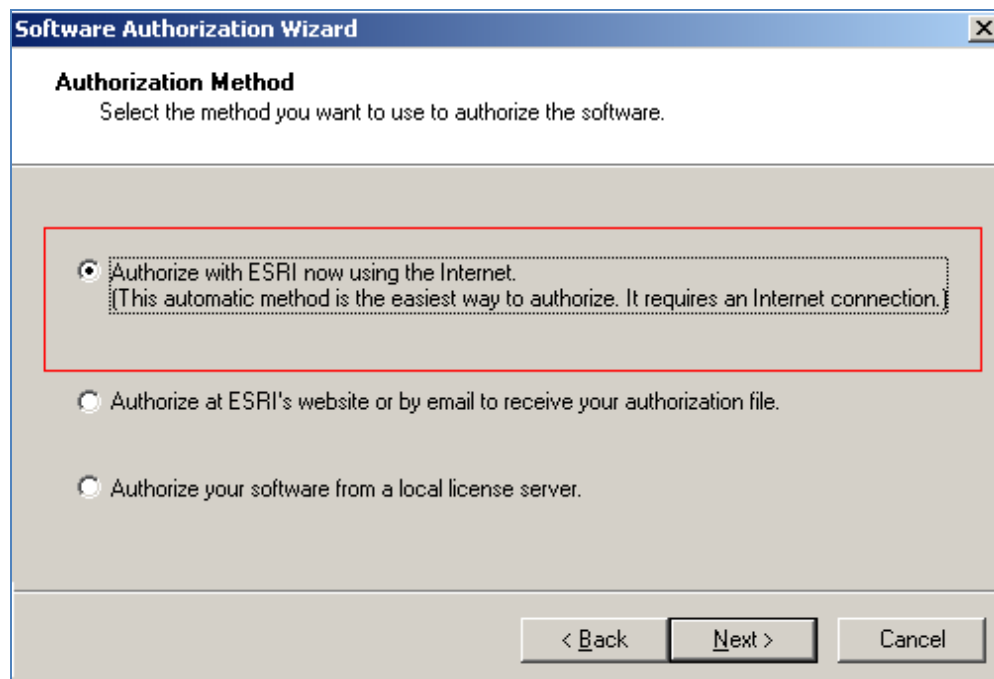 Software Authorization Wizard
Authorization Method
Select the method you want to use to authorize the software.
Authorize with ESRI now using the Internet.
(This automatic method is the easiest way to authorize. It requires an Internet connection.)
Authorize at ESRI's website or by email to receive your authorization file.
Authorize your software from a local license server.
< Back Next > Cancel